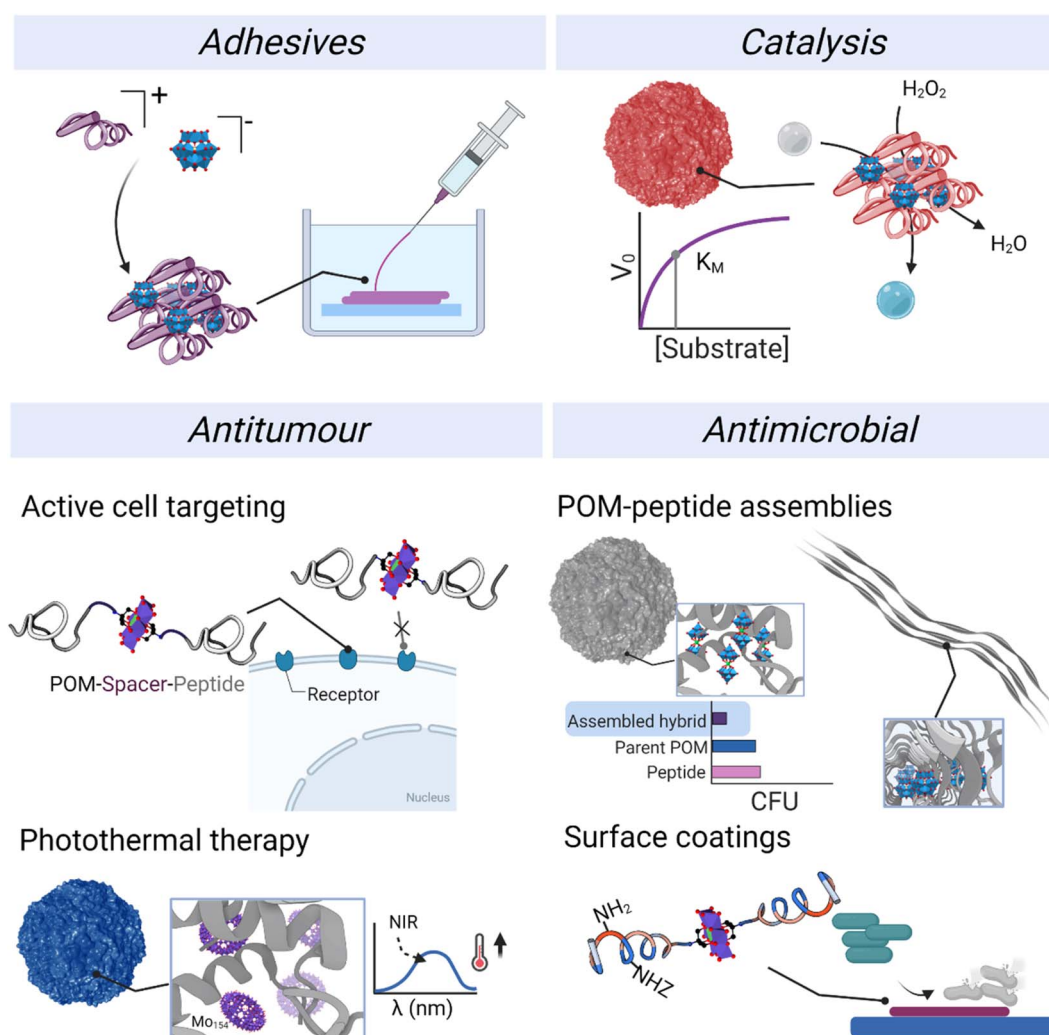 Adhesives
+
-
Catalysis
H₂O₂
H₂O
V₀
K_M
[Substrate]
Antitumour
Active cell targeting
POM-Spacer-Peptide
Receptor
Nucleus
Photothermal therapy
Mo₁₅₄
NIR
λ (nm)
Antimicrobial
POM-peptide assemblies
Assembled hybrid
Parent POM
Peptide
CFU
Surface coatings
NH₂
NHZ